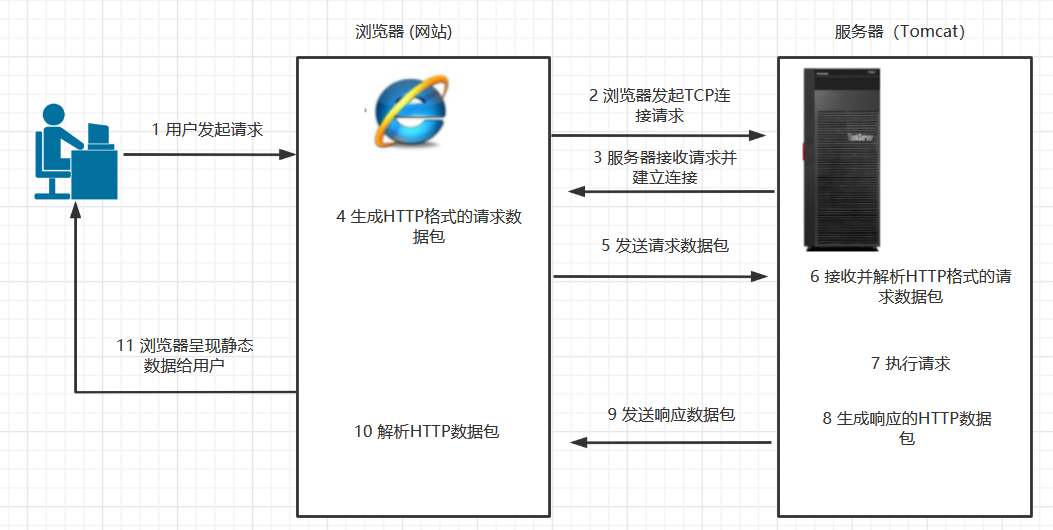 浏览器 (网站)
服务器（Tomcat）
1 用户发起请求
2 浏览器发起TCP连
接请求
3 服务器接收请求并
建立连接
4 生成HTTP格式的请求数
据包
5 发送请求数据包
6 接收并解析HTTP格式的请
求数据包
7 执行请求
8 生成响应的HTTP数据
包
9 发送响应数据包
10 解析HTTP数据包
11 浏览器呈现静态
数据给用户
ThinkServer